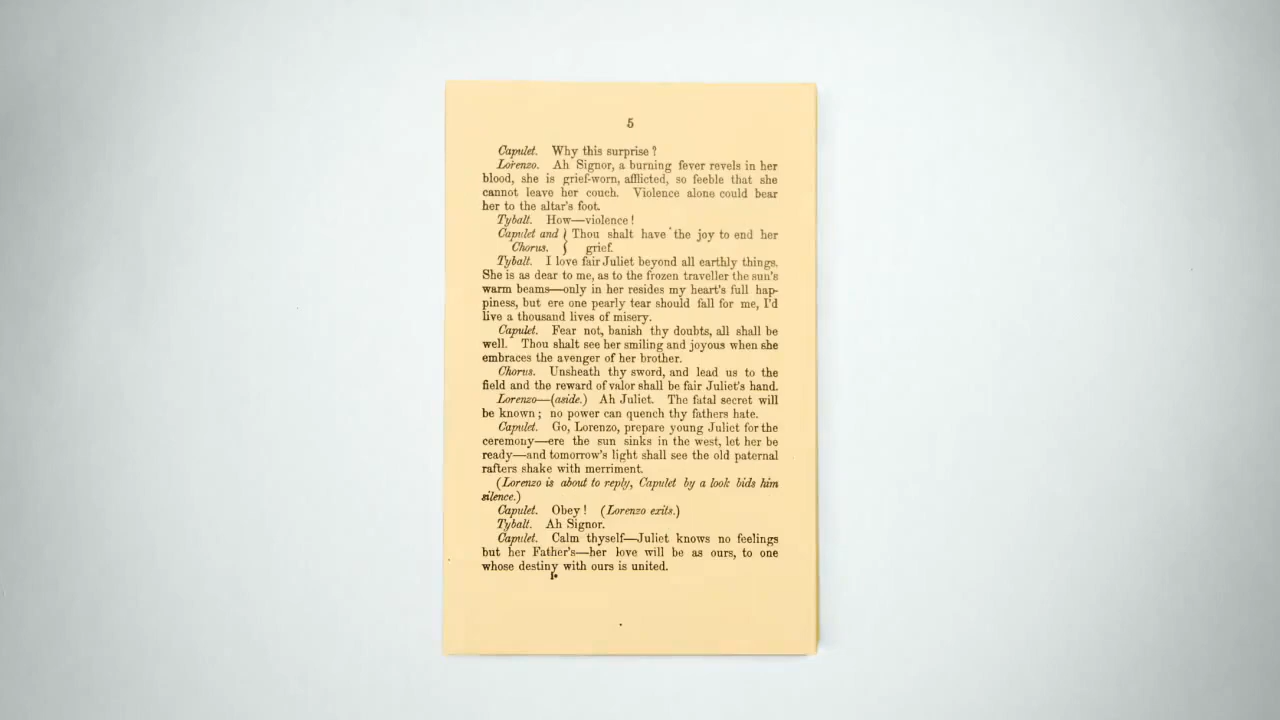 5
Capulet. Why this surprise ?
Lorenzo. Ah Signor, a burning fever revels in her
blood, she is grief-worn, afflicted, so feeble that she
cannot leave her couch. Violence alone could bear
her to the altar's foot.
Tybalt. How—violence !
Capulet and } Thou shalt have the joy to end her
Chorus. } grief.
Tybalt. I love fair Juliet beyond all earthly things.
She is as dear to me, as to the frozen traveller the sun's
warm beams—only in her resides my heart's full hap-
piness, but ere one pearly tear should fall for me, I'd
live a thousand lives of misery.
Capulet. Fear not, banish thy doubts, all shall be
well. Thou shalt see her smiling and joyous when she
embraces the avenger of her brother.
Chorus. Unsheath thy sword, and lead us to the
field and the reward of valor shall be fair Juliet's hand.
Lorenzo—(aside.) Ah Juliet. The fatal secret will
be known ; no power can quench thy fathers hate.
Capulet. Go, Lorenzo, prepare young Juliet for the
ceremony—ere the sun sinks in the west, let her be
ready—and tomorrow's light shall see the old paternal
rafters shake with merriment.
(Lorenzo is about to reply, Capulet by a look bids him
silence.)
Capulet. Obey ! (Lorenzo exits.)
Tybalt. Ah Signor.
Capulet. Calm thyself—Juliet knows no feelings
but her Father's—her love will be as ours, to one
whose destiny with ours is united.